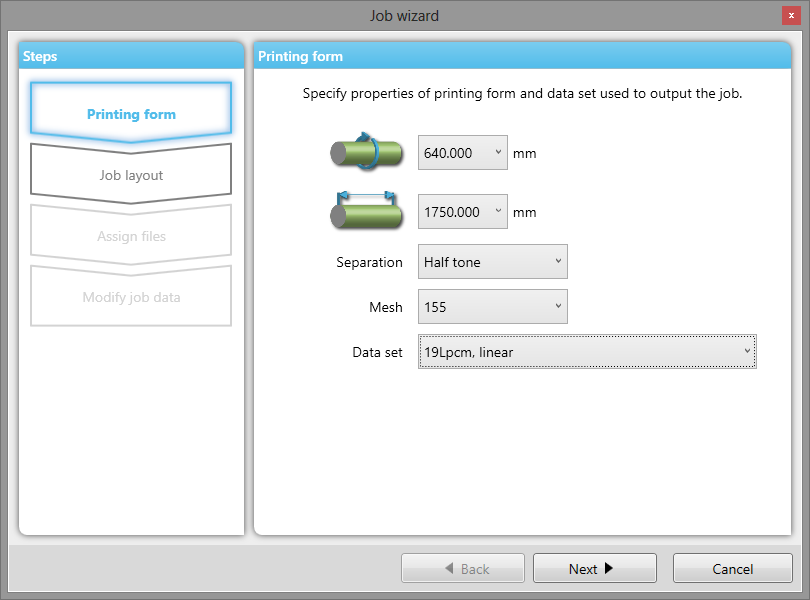 Job wizard
x
Steps
Printing form
Job layout
Assign files
Modify job data
Printing form
Specify properties of printing form and data set used to output the job.
640.000 mm
1750.000 mm
Separation Half tone
Mesh 155
Data set 19Lpcm, linear
Back Next Cancel